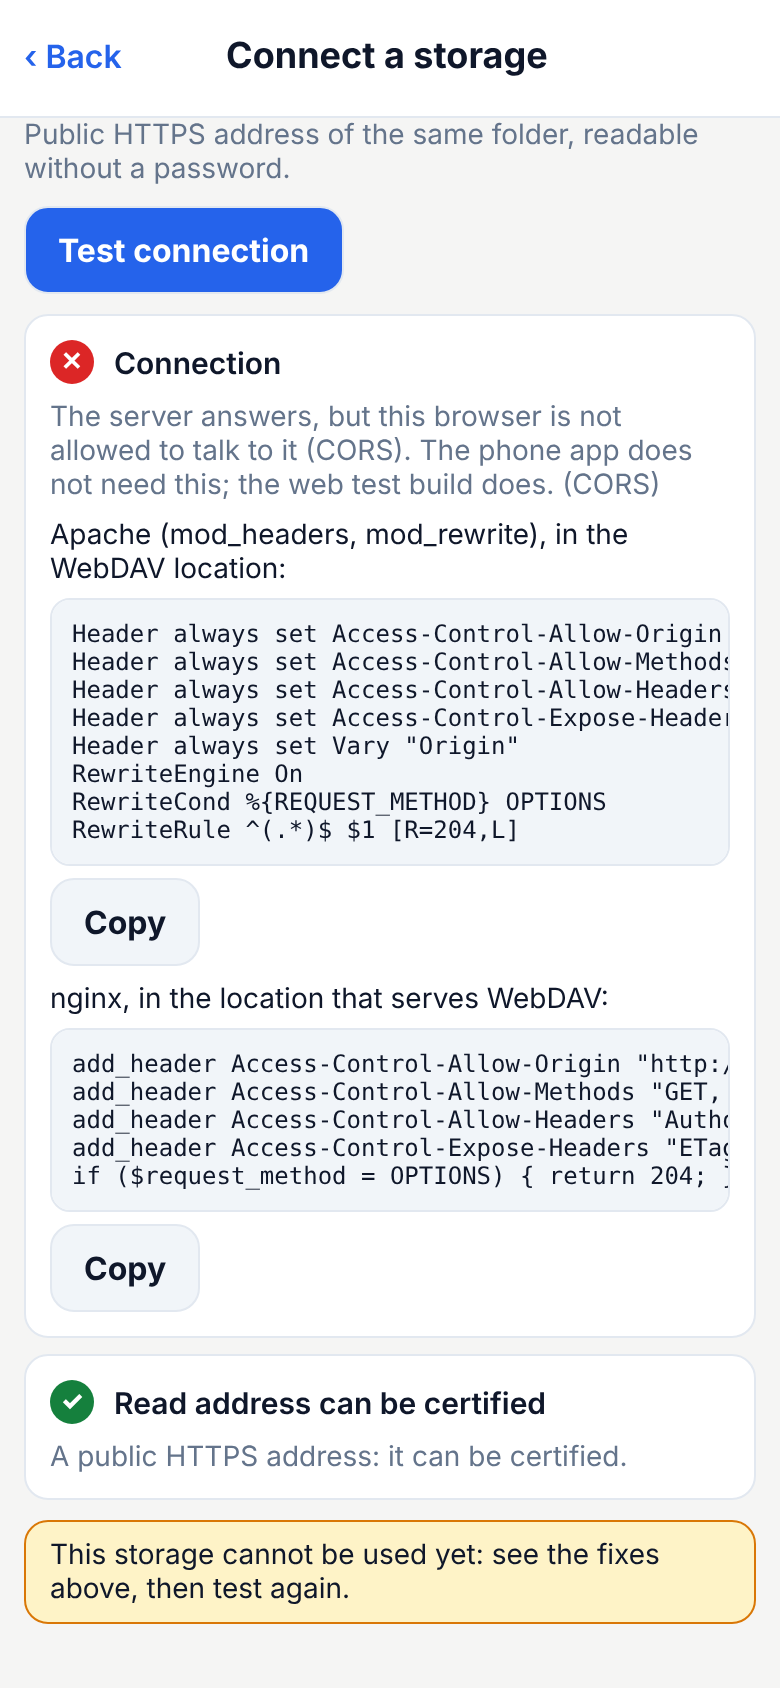 ‹ Back
Connect a storage
Public HTTPS address of the same folder, readable
without a password.
Test connection
Connection
The server answers, but this browser is not
allowed to talk to it (CORS). The phone app does
not need this; the web test build does. (CORS)
Apache (mod_headers, mod_rewrite), in the
WebDAV location:
Header always set Access-Control-Allow-Origin
Header always set Access-Control-Allow-Methods
Header always set Access-Control-Allow-Headers
Header always set Access-Control-Expose-Header
Header always set Vary "Origin"
RewriteEngine On
RewriteCond %{REQUEST_METHOD} OPTIONS
RewriteRule ^(.*)$ $1 [R=204,L]
Copy
nginx, in the location that serves WebDAV:
add_header Access-Control-Allow-Origin "http:/
add_header Access-Control-Allow-Methods "GET,
add_header Access-Control-Allow-Headers "Autho
add_header Access-Control-Expose-Headers "ETag
if ($request_method = OPTIONS) { return 204; }
Copy
Read address can be certified
A public HTTPS address: it can be certified.
This storage cannot be used yet: see the fixes
above, then test again.